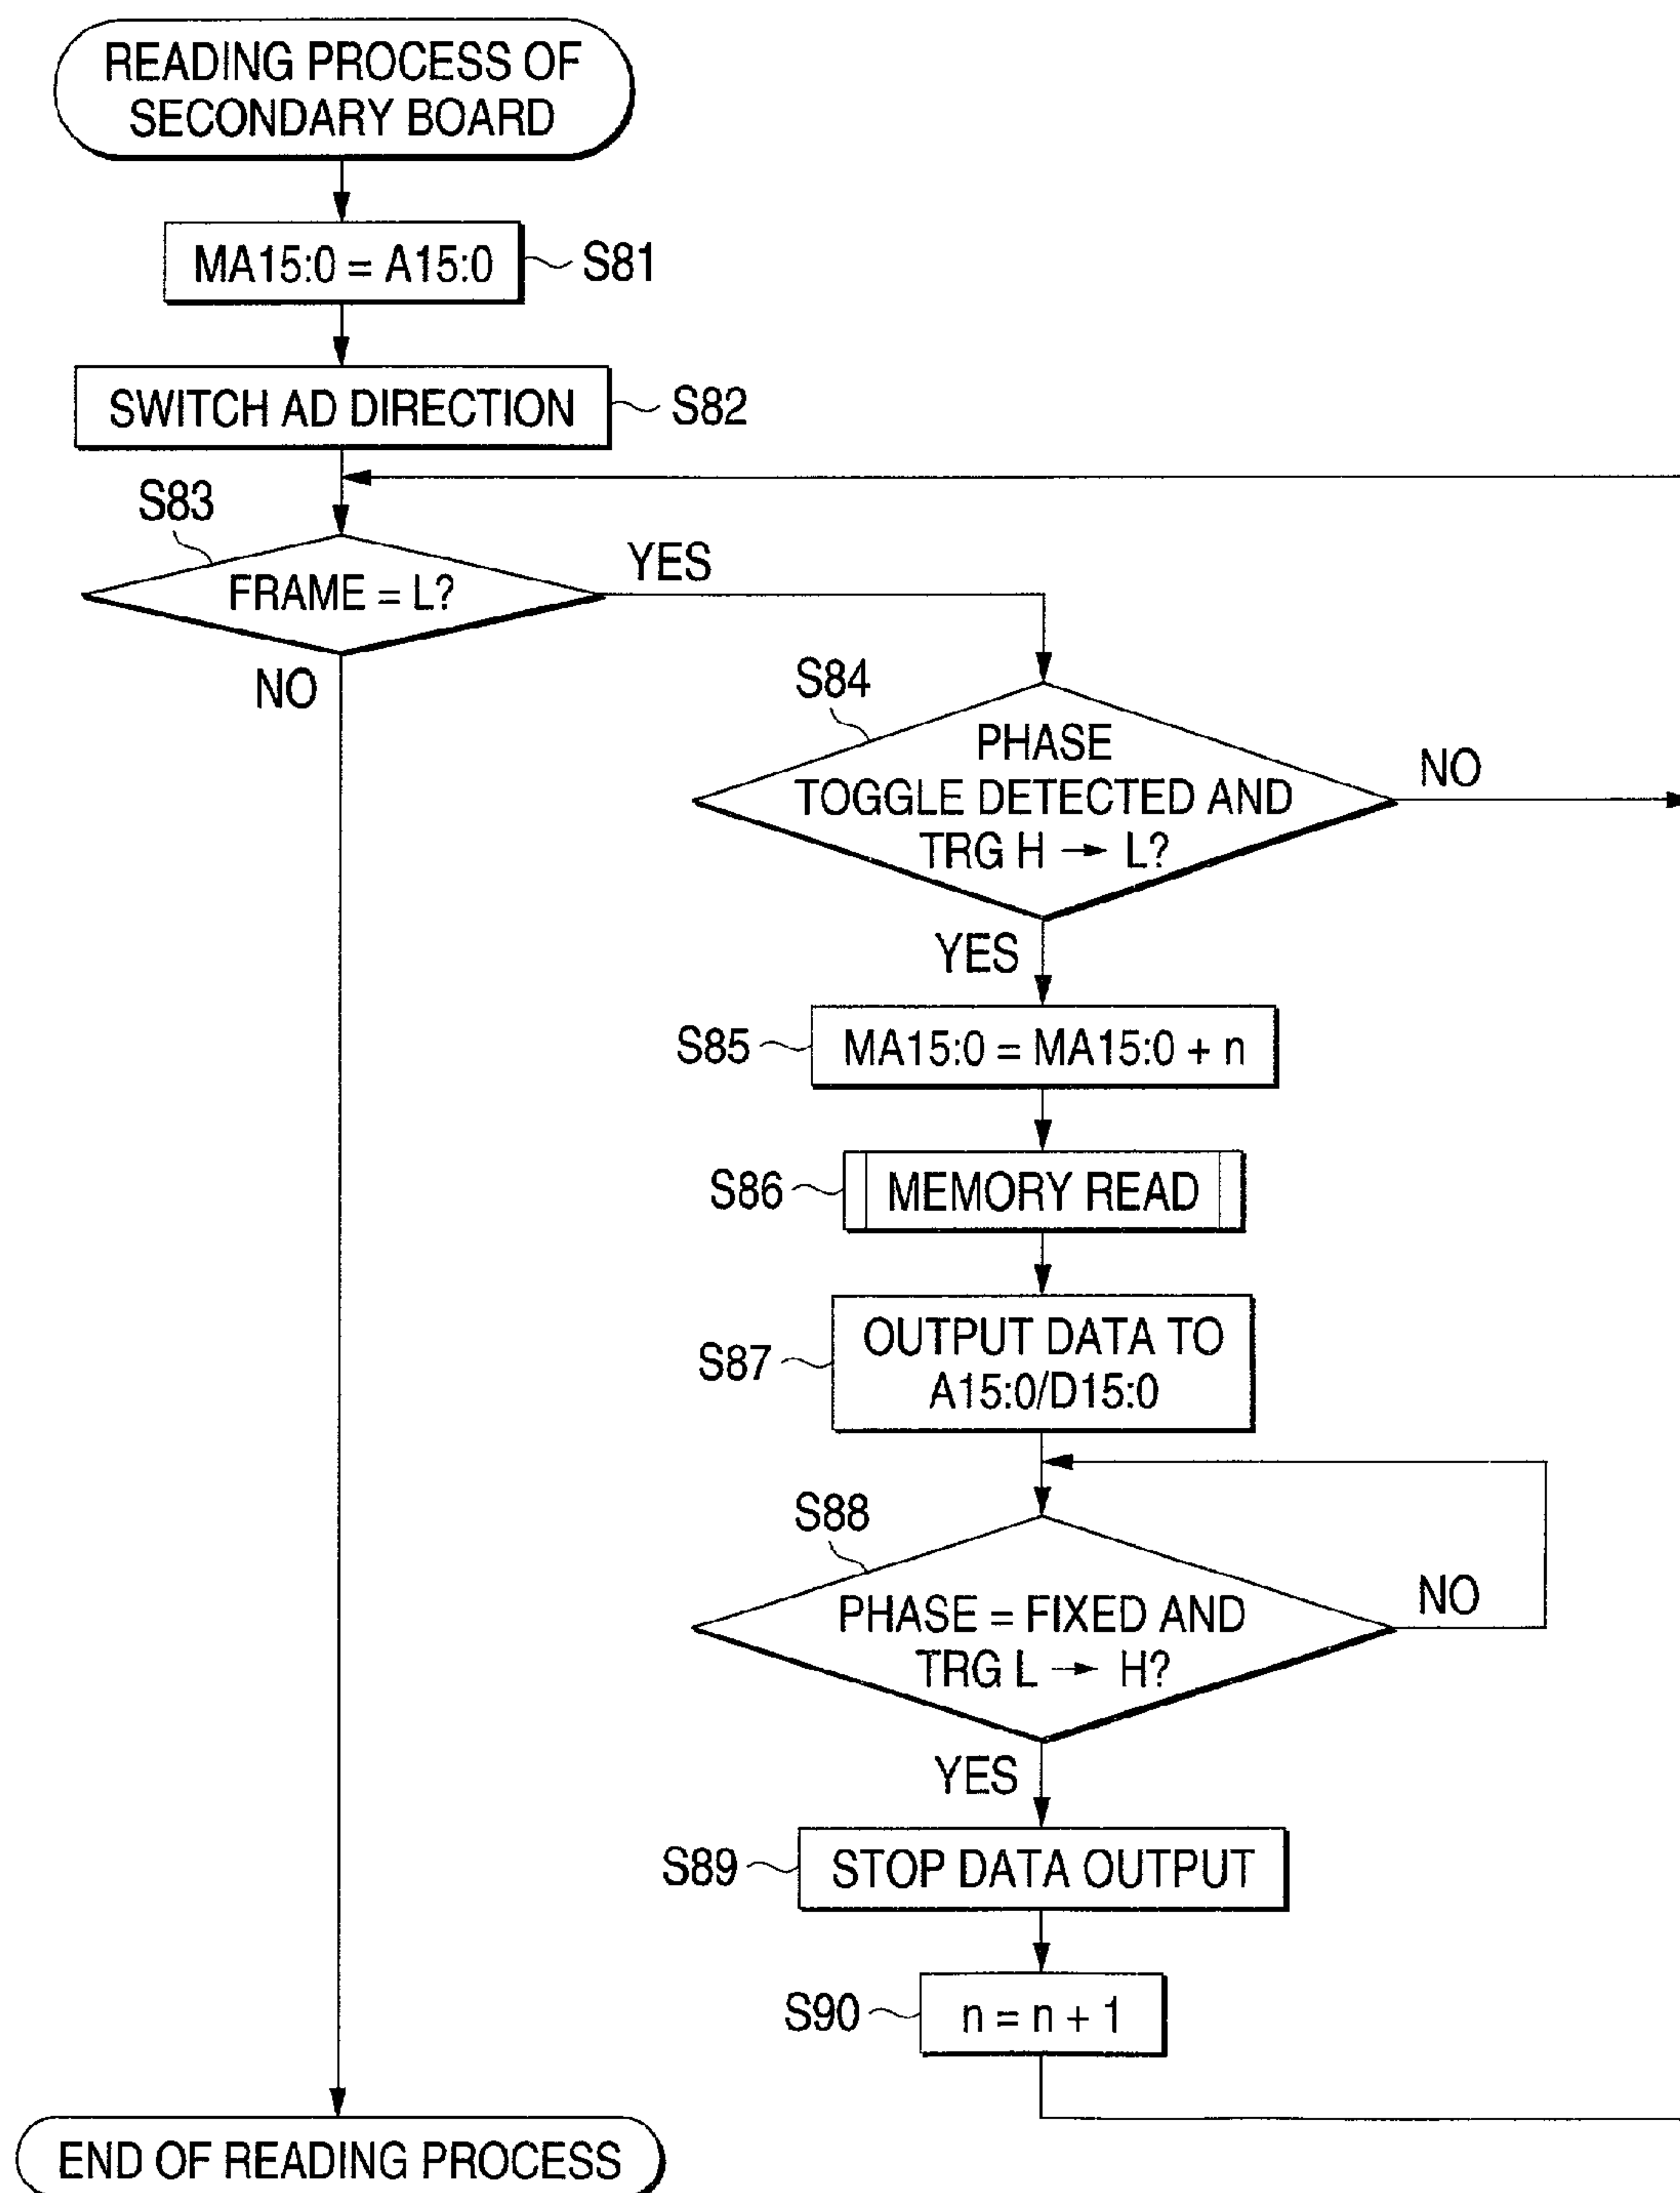 READING PROCESS OF
SECONDARY BOARD
MA15:0 = A15:0
S81
SWITCH AD DIRECTION
S82
S83
FRAME = L?
YES
NO
S84
PHASE
TOGGLE DETECTED AND
TRG H → L?
NO
YES
S85
MA15:0 = MA15:0 + n
S86
MEMORY READ
S87
OUTPUT DATA TO
A15:0/D15:0
S88
PHASE = FIXED AND
TRG L → H?
NO
YES
S89
STOP DATA OUTPUT
S90
n = n + 1
END OF READING PROCESS